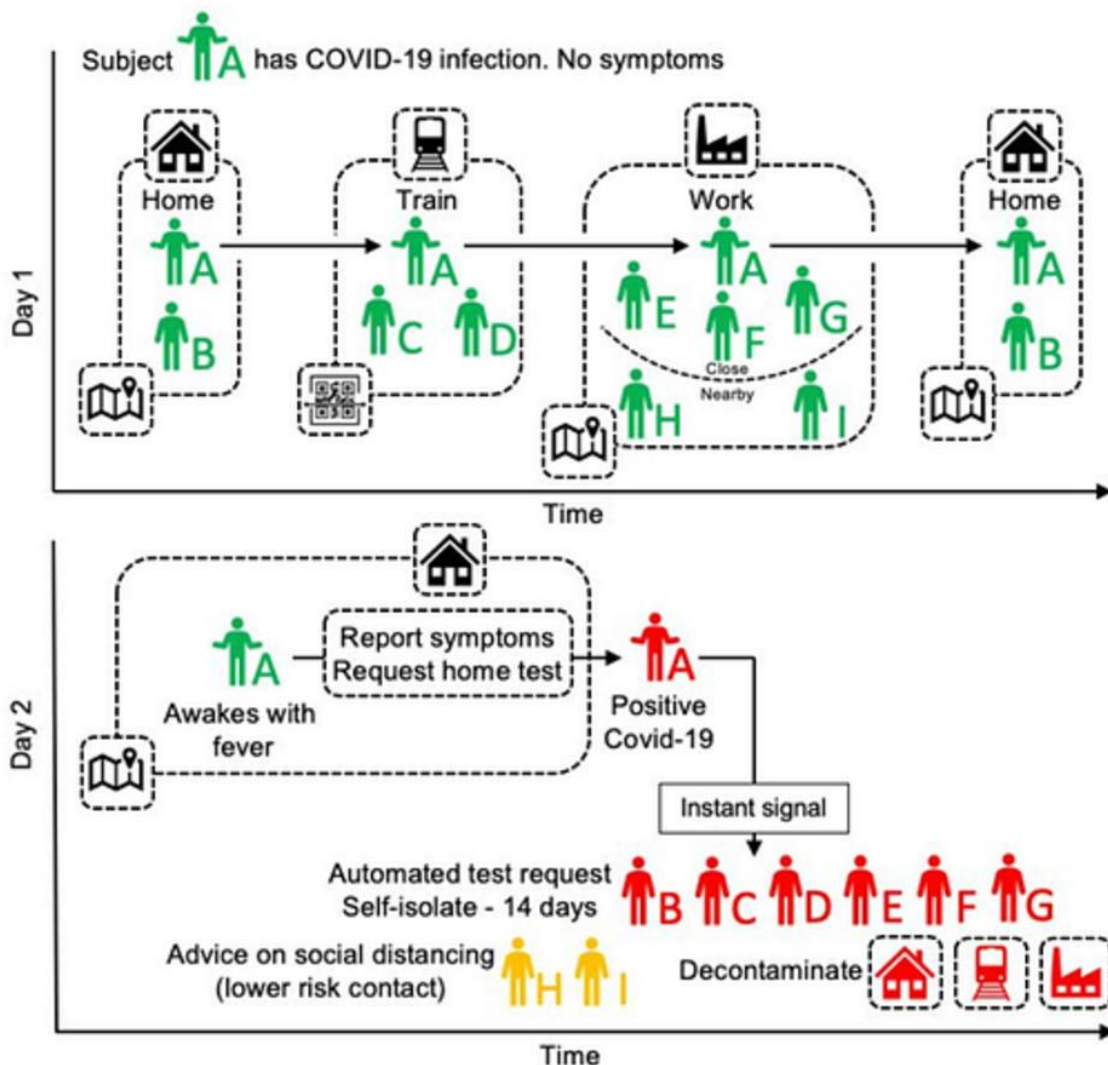 Subject A has COVID-19 infection. No symptoms
Home
Train
Work
Home
A
A
A
A
B
C
D
E
F
G
B
Close
Nearby
H
I
Day 1
Time
Report symptoms
Request home test
A
A
Awakes with
fever
Positive
Covid-19
Day 2
Instant signal
Automated test request
Self-isolate - 14 days
B C D E F G
Advice on social distancing
(lower risk contact)
H I
Decontaminate
Time